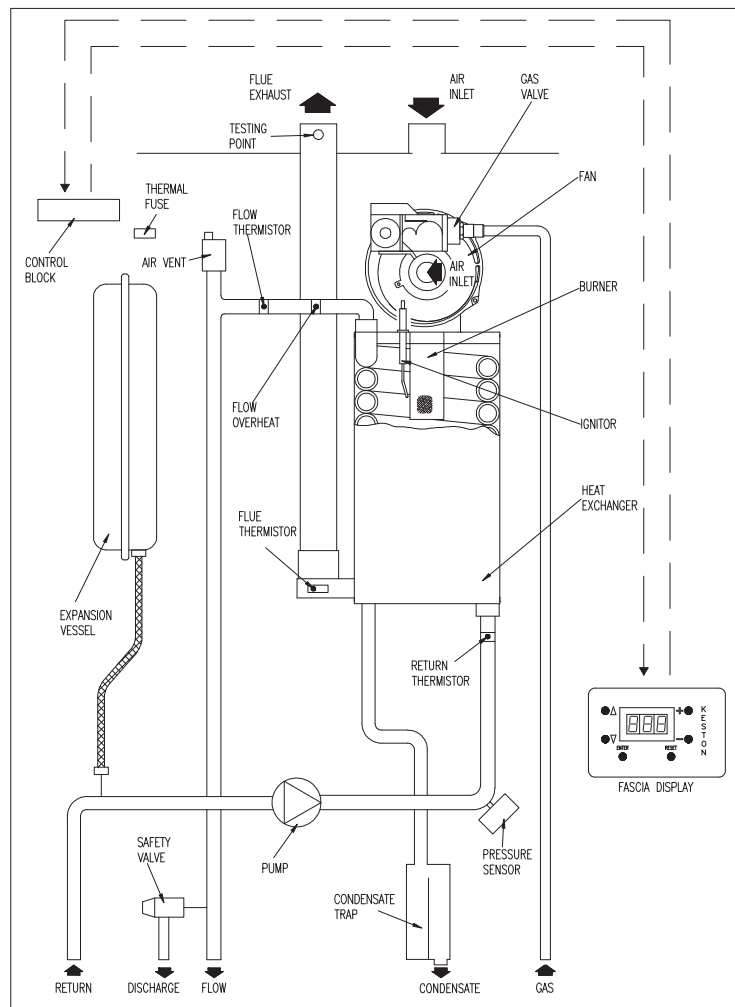 FLUE
EXHAUST
AIR
INLET
GAS
VALVE
TESTING
POINT
THERMAL
FUSE
FAN
FLOW
THERMISTOR
CONTROL
BLOCK
AIR VENT
AIR
INLET
BURNER
FLOW
OVERHEAT
IGNITOR
HEAT
EXCHANGER
FLUE
THERMISTOR
EXPANSION
VESSEL
RETURN
THERMISTOR
888
KESTON
ENTER
RESET
FASCIA DISPLAY
SAFETY
VALVE
PUMP
PRESSURE
SENSOR
CONDENSATE
TRAP
RETURN
DISCHARGE
FLOW
CONDENSATE
GAS